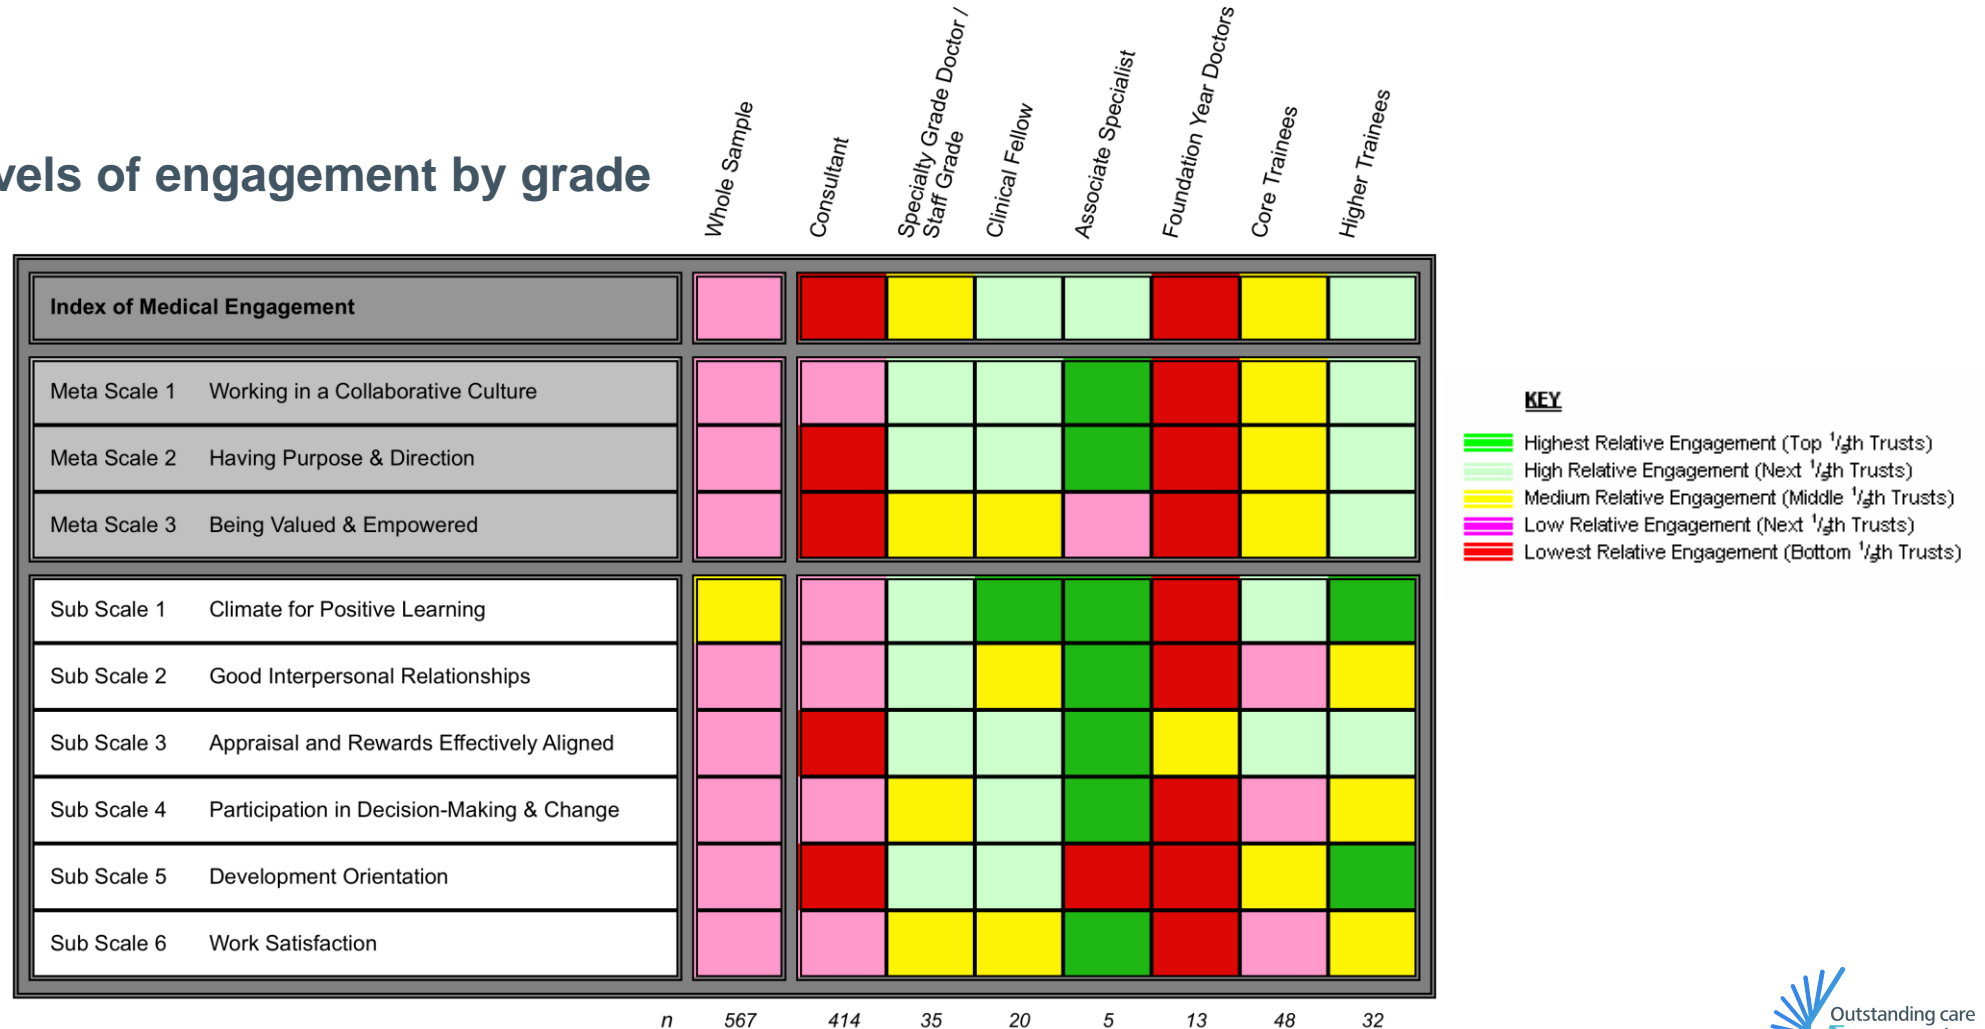 vels of engagement by grade
Whole Sample
Consultant
Specialty Grade Doctor /
Staff Grade
Clinical Fellow
Associate Specialist
Foundation Year Doctors
Core Trainees
Higher Trainees
Index of Medical Engagement
Meta Scale 1 Working in a Collaborative Culture
Meta Scale 2 Having Purpose & Direction
Meta Scale 3 Being Valued & Empowered
Sub Scale 1 Climate for Positive Learning
Sub Scale 2 Good Interpersonal Relationships
Sub Scale 3 Appraisal and Rewards Effectively Aligned
Sub Scale 4 Participation in Decision-Making & Change
Sub Scale 5 Development Orientation
Sub Scale 6 Work Satisfaction
n 567 414 35 20 5 13 48 32
KEY
Highest Relative Engagement (Top 1/5th Trusts)
High Relative Engagement (Next 1/5th Trusts)
Medium Relative Engagement (Middle 1/5th Trusts)
Low Relative Engagement (Next 1/5th Trusts)
Lowest Relative Engagement (Bottom 1/5th Trusts)
Outstanding care